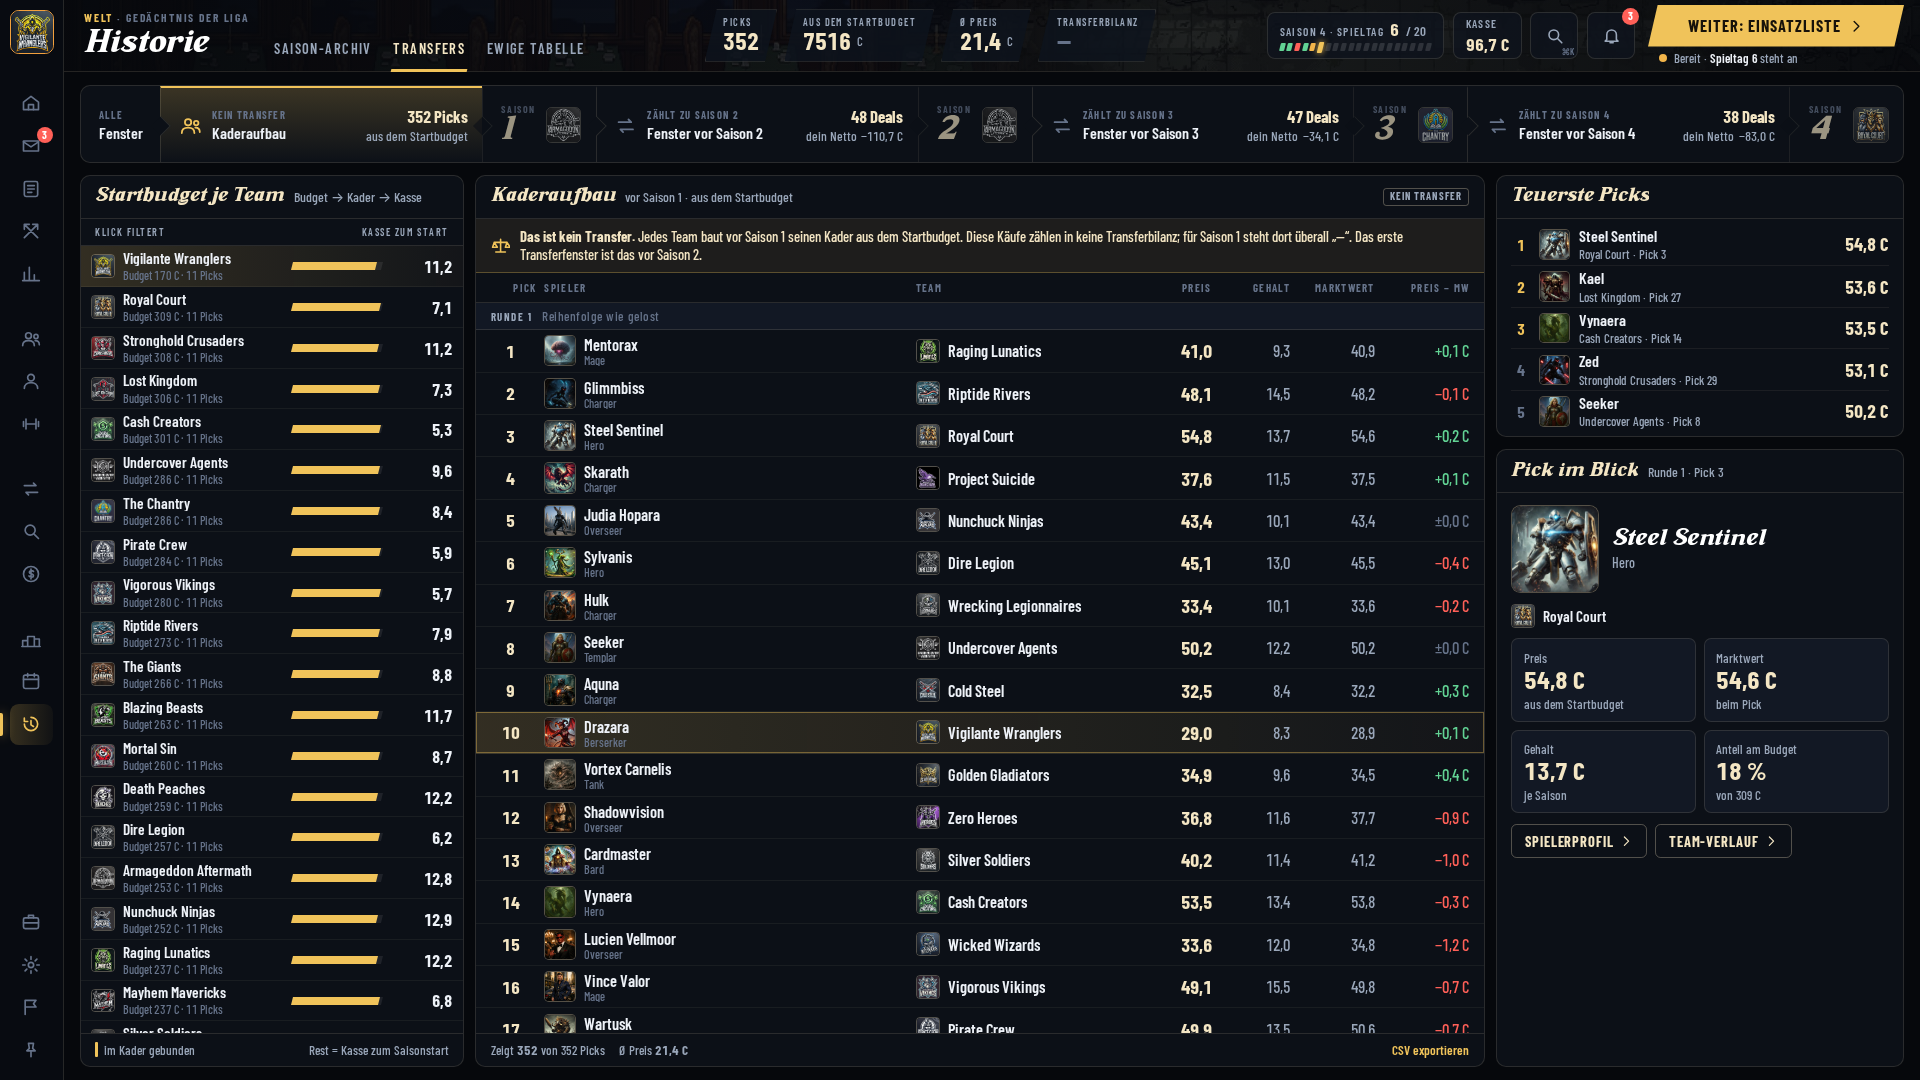 WELT · GEDÄCHTNIS DER LIGA
Historie
SAISON-ARCHIV
TRANSFERS
EWIGE TABELLE
PICKS
352
AUS DEM STARTBUDGET
7516 C
Ø PREIS
21,4 C
TRANSFERBILANZ
—
SAISON 4 · SPIELTAG 6 / 20
KASSE
96,7 C
⌘K
3
WEITER: EINSATZLISTE
Bereit · Spieltag 6 steht an
3
ALLE
Fenster
KEIN TRANSFER
Kaderaufbau
352 Picks
aus dem Startbudget
SAISON
1
ZÄHLT ZU SAISON 2
Fenster vor Saison 2
48 Deals
dein Netto −110,7 C
SAISON
2
ZÄHLT ZU SAISON 3
Fenster vor Saison 3
47 Deals
dein Netto −34,1 C
SAISON
3
ZÄHLT ZU SAISON 4
Fenster vor Saison 4
38 Deals
dein Netto −83,0 C
SAISON
4
Startbudget je Team Budget → Kader → Kasse
KLICK FILTERT KASSE ZUM START
Vigilante Wranglers
Budget 170 C · 11 Picks
11,2
Royal Court
Budget 309 C · 11 Picks
7,1
Stronghold Crusaders
Budget 308 C · 11 Picks
11,2
Lost Kingdom
Budget 306 C · 11 Picks
7,3
Cash Creators
Budget 301 C · 11 Picks
5,3
Undercover Agents
Budget 286 C · 11 Picks
9,6
The Chantry
Budget 286 C · 11 Picks
8,4
Pirate Crew
Budget 284 C · 11 Picks
5,9
Vigorous Vikings
Budget 280 C · 11 Picks
5,7
Riptide Rivers
Budget 273 C · 11 Picks
7,9
The Giants
Budget 266 C · 11 Picks
8,8
Blazing Beasts
Budget 263 C · 11 Picks
11,7
Mortal Sin
Budget 260 C · 11 Picks
8,7
Death Peaches
Budget 259 C · 11 Picks
12,2
Dire Legion
Budget 257 C · 11 Picks
6,2
Armageddon Aftermath
Budget 253 C · 11 Picks
12,8
Nunchuck Ninjas
Budget 252 C · 11 Picks
12,9
Raging Lunatics
Budget 237 C · 11 Picks
12,2
Mayhem Mavericks
Budget 237 C · 11 Picks
6,8
Silver Soldiers
Im Kader gebunden
Rest = Kasse zum Saisonstart
Kaderaufbau vor Saison 1 · aus dem Startbudget
KEIN TRANSFER
Das ist kein Transfer. Jedes Team baut vor Saison 1 seinen Kader aus dem Startbudget. Diese Käufe zählen in keine Transferbilanz; für Saison 1 steht dort überall „—“. Das erste
Transferfenster ist das vor Saison 2.
PICK SPIELER TEAM PREIS GEHALT MARKTWERT PREIS − MW
RUNDE 1 Reihenfolge wie gelost
1 Mentorax Mage Raging Lunatics 41,0 9,3 40,9 +0,1 C
2 Glimmbiss Charger Riptide Rivers 48,1 14,5 48,2 −0,1 C
3 Steel Sentinel Hero Royal Court 54,8 13,7 54,6 +0,2 C
4 Skarath Charger Project Suicide 37,6 11,5 37,5 +0,1 C
5 Judia Hopara Overseer Nunchuck Ninjas 43,4 10,1 43,4 ±0,0 C
6 Sylvanis Hero Dire Legion 45,1 13,0 45,5 −0,4 C
7 Hulk Charger Wrecking Legionnaires 33,4 10,1 33,6 −0,2 C
8 Seeker Templar Undercover Agents 50,2 12,2 50,2 ±0,0 C
9 Aquna Charger Cold Steel 32,5 8,4 32,2 +0,3 C
10 Drazara Berserker Vigilante Wranglers 29,0 8,3 28,9 +0,1 C
11 Vortex Carnelis Tank Golden Gladiators 34,9 9,6 34,5 +0,4 C
12 Shadowvision Overseer Zero Heroes 36,8 11,6 37,7 −0,9 C
13 Cardmaster Bard Silver Soldiers 40,2 11,4 41,2 −1,0 C
14 Vynaera Hero Cash Creators 53,5 13,4 53,8 −0,3 C
15 Lucien Vellmoor Overseer Wicked Wizards 33,6 12,0 34,8 −1,2 C
16 Vince Valor Mage Vigorous Vikings 49,1 15,5 49,8 −0,7 C
17 Wartusk Pirate Crew 49,9 13,5 50,6 −0,7 C
Zeigt 352 von 352 Picks Ø Preis 21,4 C
CSV exportieren
Teuerste Picks
1 Steel Sentinel 54,8 C
Royal Court · Pick 3
2 Kael 53,6 C
Lost Kingdom · Pick 27
3 Vynaera 53,5 C
Cash Creators · Pick 14
4 Zed 53,1 C
Stronghold Crusaders · Pick 29
5 Seeker 50,2 C
Undercover Agents · Pick 8
Pick im Blick Runde 1 · Pick 3
Steel Sentinel
Hero
Royal Court
Preis
54,8 C
aus dem Startbudget
Marktwert
54,6 C
beim Pick
Gehalt
13,7 C
je Saison
Anteil am Budget
18 %
von 309 C
SPIELERPROFIL
TEAM-VERLAUF